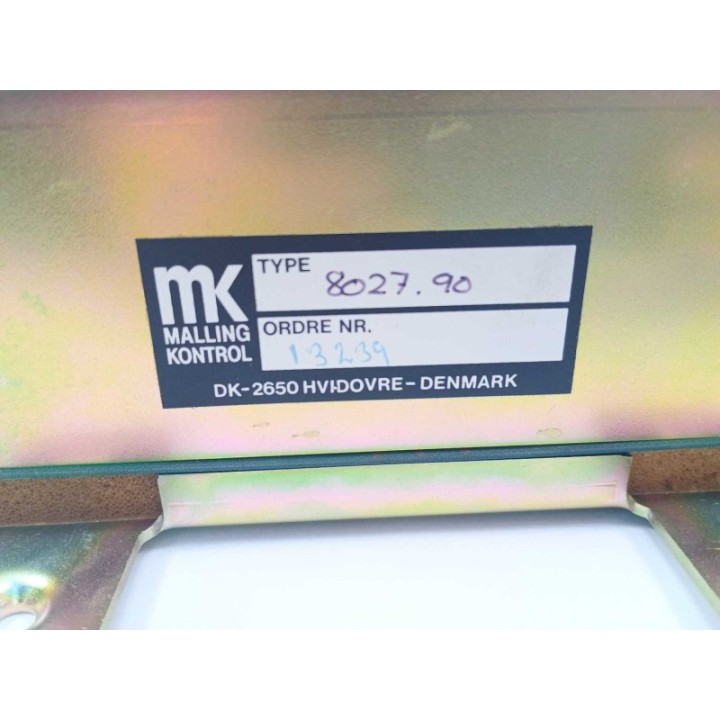 mk
MALLING
KONTROL
TYPE 8027.90
ORDRE NR.
13239
DK-2650 HVIDOVRE-DENMARK